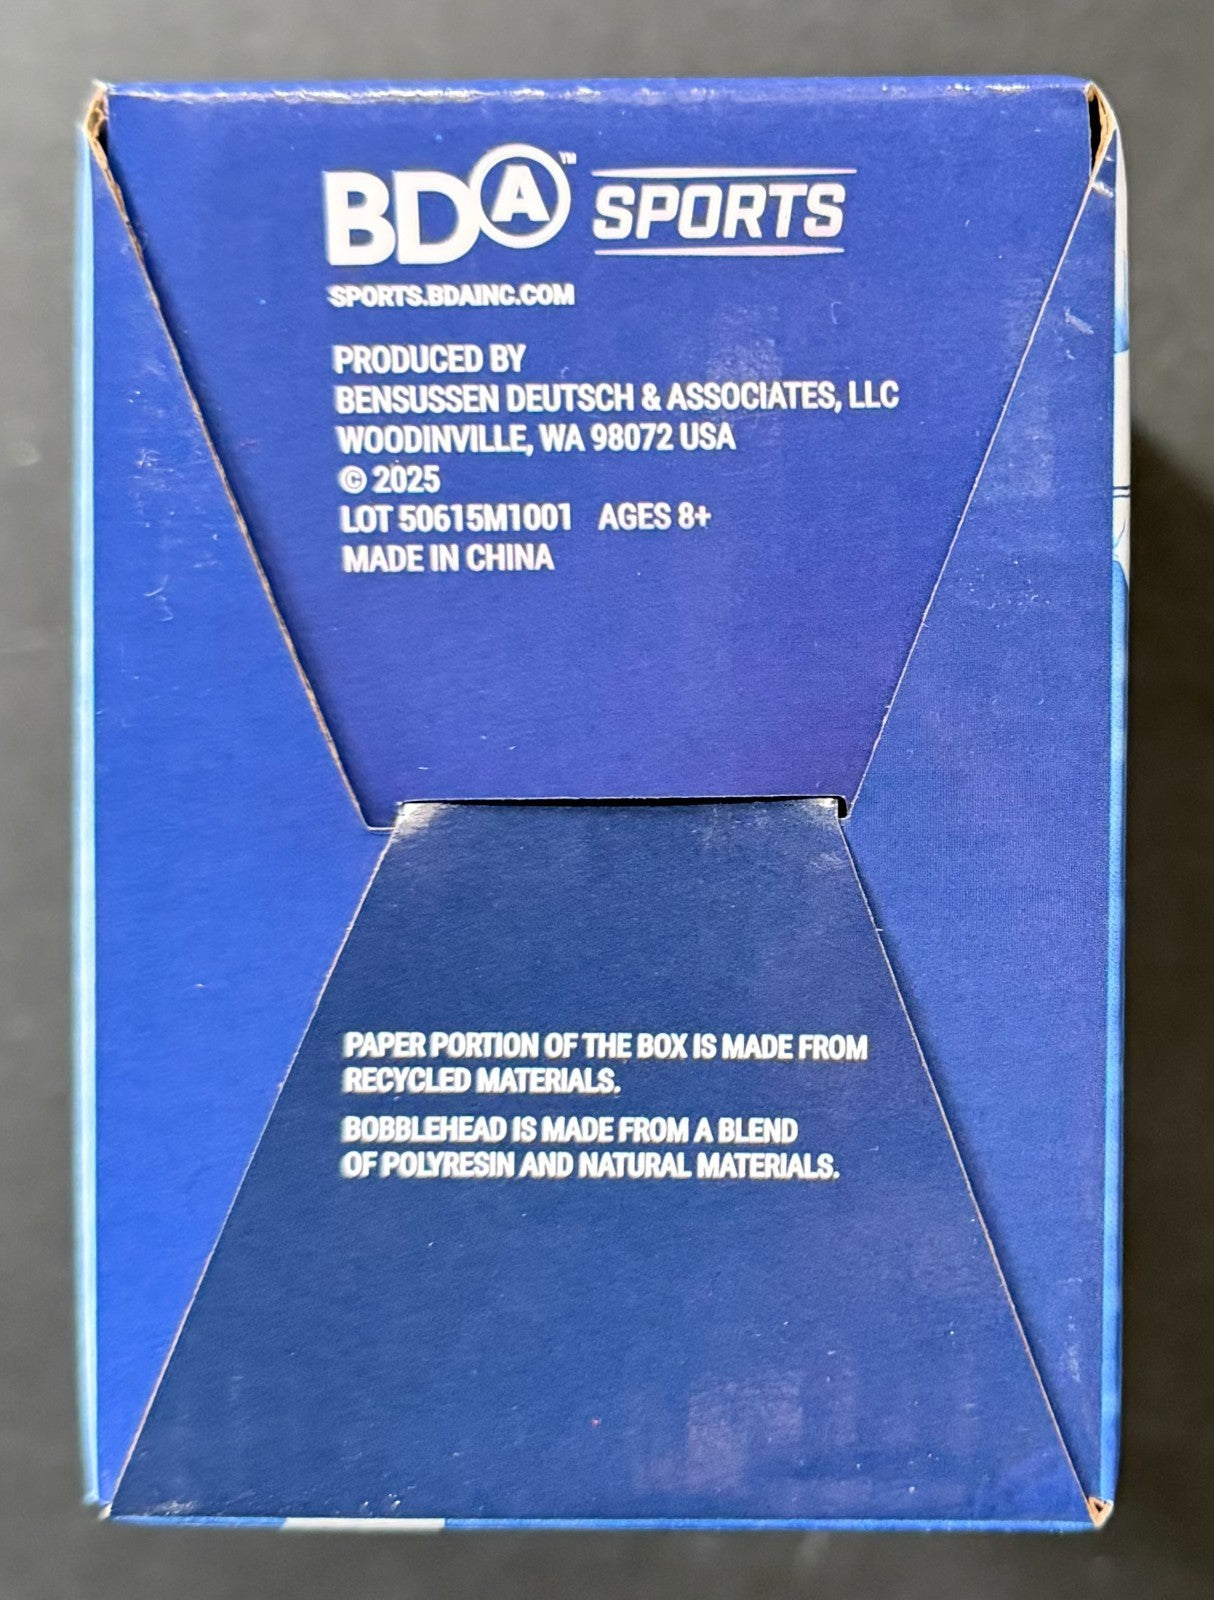 BDA™ SPORTS
SPORTS.BDAINC.COM
PRODUCED BY
BENSUSSEN DEUTSCH & ASSOCIATES, LLC
WOODINVILLE, WA 98072 USA
© 2025
LOT 50615M1001 AGES 8+
MADE IN CHINA
PAPER PORTION OF THE BOX IS MADE FROM
RECYCLED MATERIALS.
BOBBLEHEAD IS MADE FROM A BLEND
OF POLYRESIN AND NATURAL MATERIALS.